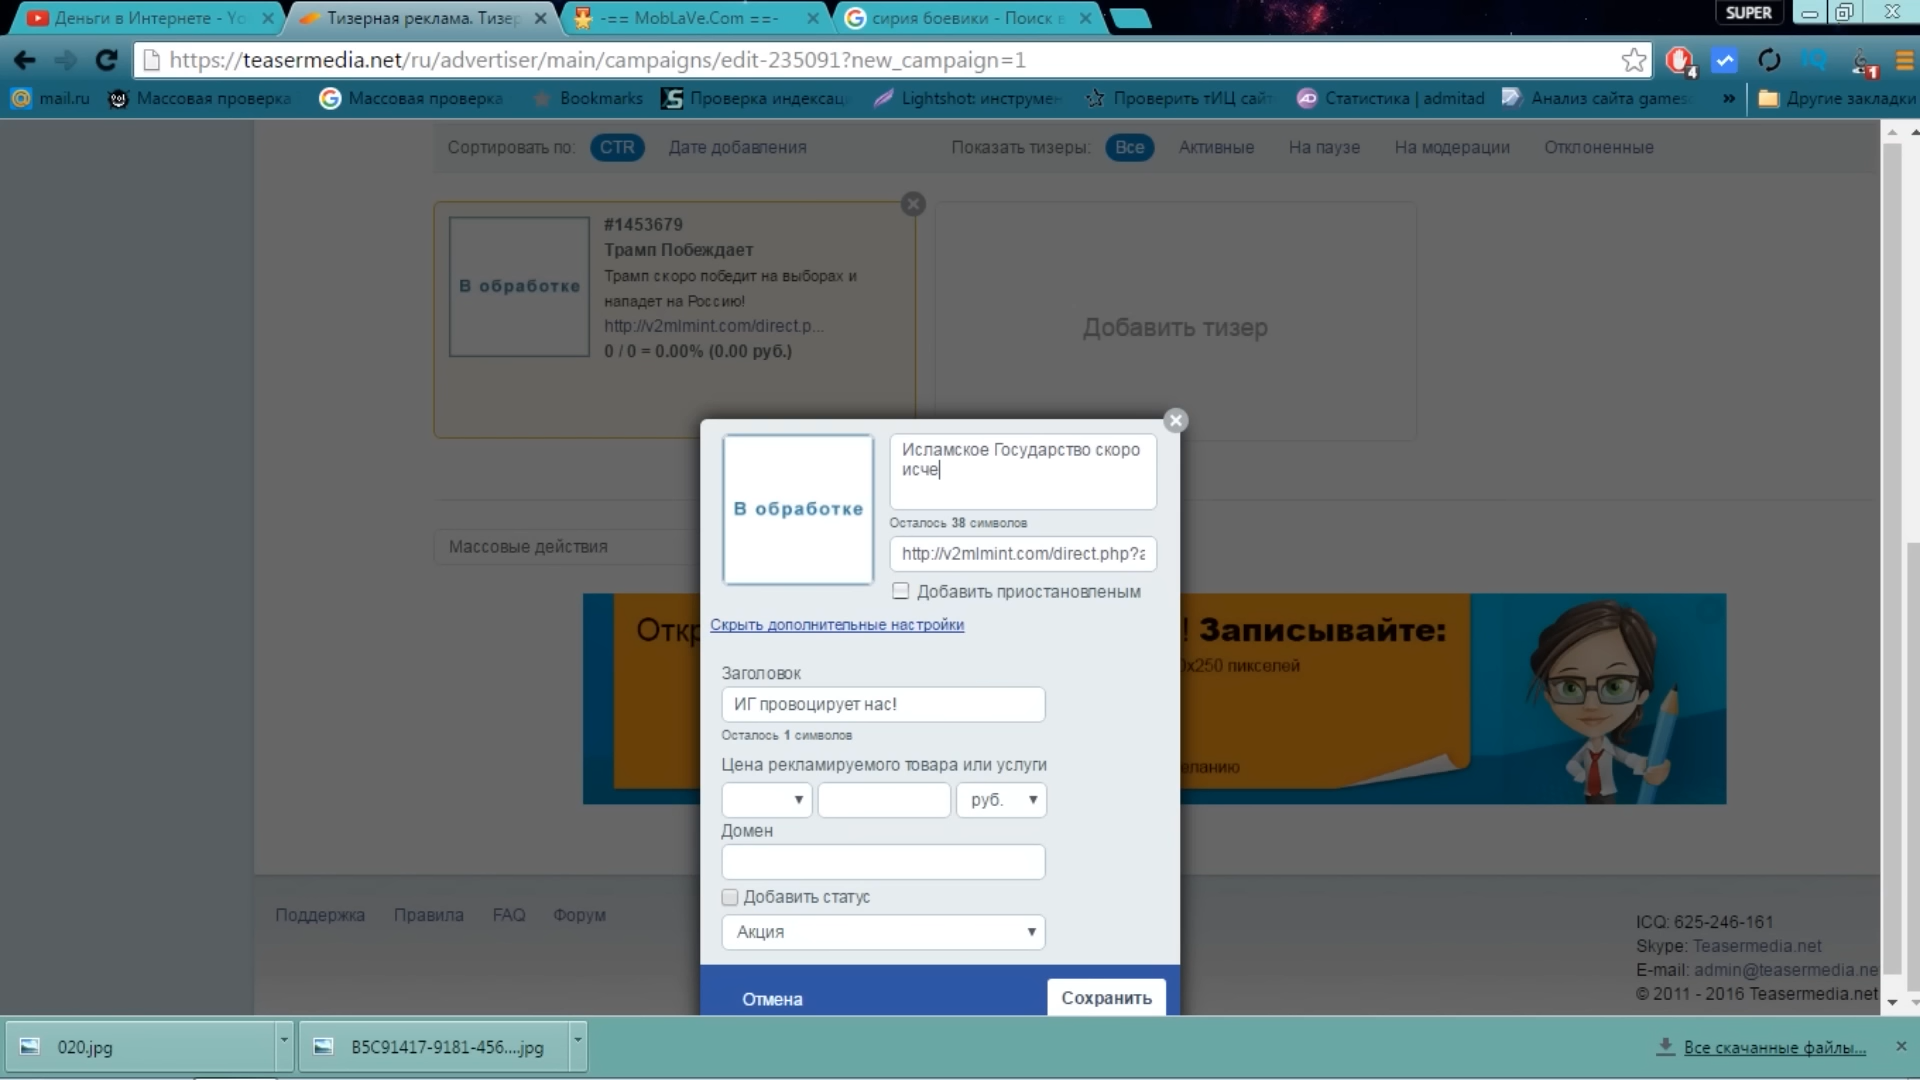 Деньги в Интернете - Yo
Тизерная реклама. Тизер
-== MobLaVe.Com ==-
сирия боевики - Поиск в
SUPER
https://teasermedia.net/ru/advertiser/main/campaigns/edit-235091?new_campaign=1
4
1
mail.ru
Массовая проверка
Массовая проверка
Bookmarks
Проверка индексац
Lightshot: инструмен
Проверить тИЦ сайт
Статистика | admitad
Анализ сайта games
»
Другие закладки
Сортировать по:
CTR
Дате добавления
Показать тизеры:
Все
Активные
На паузе
На модерации
Отклоненные
В обработке
#1453679
Трамп Побеждает
Трамп скоро победит на выборах и
нападет на Россию!
http://v2mlmint.com/direct.p...
0 / 0 = 0.00% (0.00 руб.)
Добавить тизер
В обработке
Исламское Государство скоро
исче
Осталось 38 символов
http://v2mlmint.com/direct.php?a
Добавить приостановленым
Скрыть дополнительные настройки
Массовые действия
Откр
! Записывайте:
0x250 пикселей
еланию
Заголовок
ИГ провоцирует нас!
Осталось 1 символов
Цена рекламируемого товара или услуги
руб.
Домен
Добавить статус
Акция
Отмена
Сохранить
Поддержка
Правила
FAQ
Форум
ICQ: 625-246-161
Skype: Teasermedia.net
E-mail: admin@teasermedia.ne
© 2011 - 2016 Teasermedia.net
020.jpg
B5C91417-9181-456....jpg
Все скачанные файлы...